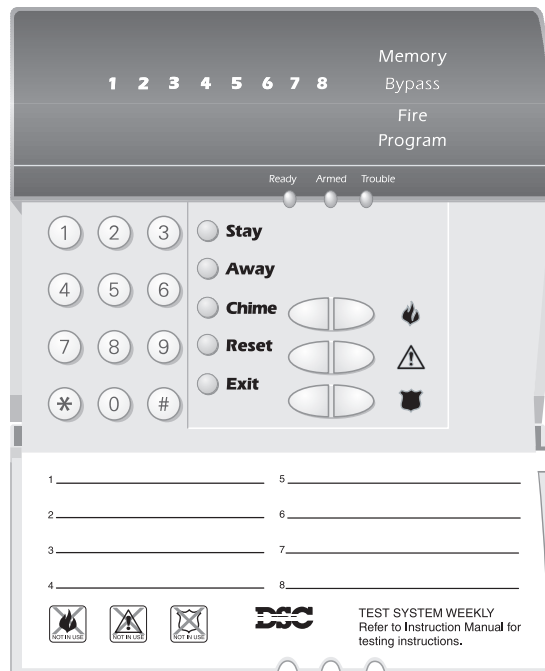 Memory
1 2 3 4 5 6 7 8 Bypass
Fire
Program
Ready Armed Trouble
1 2 3
4 5 6
7 8 9
* 0 #
Stay
Away
Chime
Reset
Exit
1
2
3
4
5
6
7
8
NOT IN USE
NOT IN USE
NOT IN USE
DSC
TEST SYSTEM WEEKLY
Refer to Instruction Manual for
testing instructions.